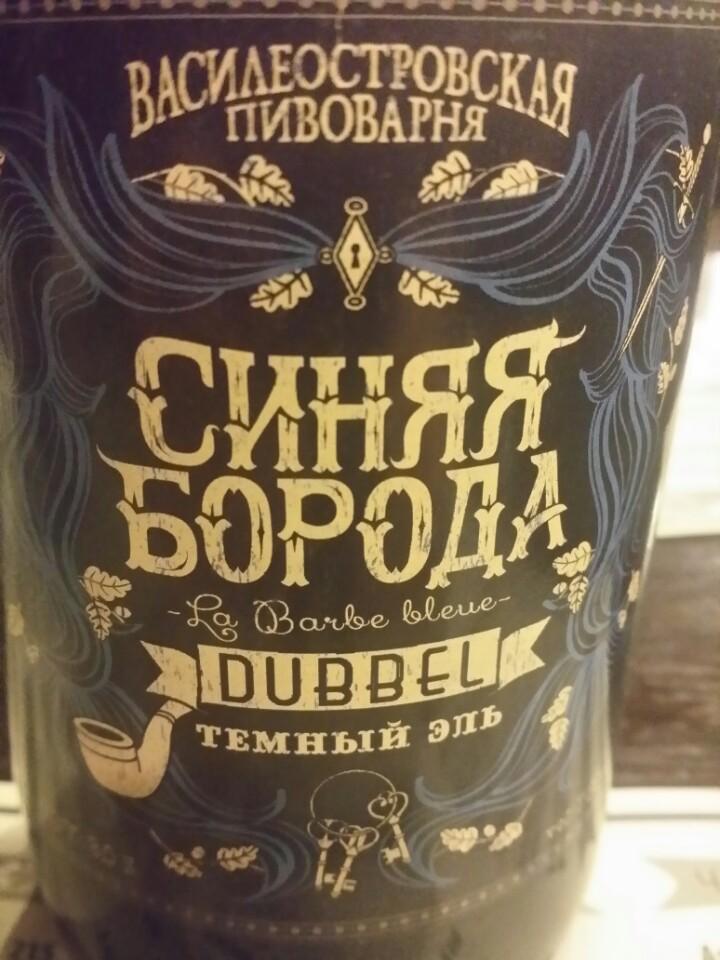 ВАСИЛЕОСТРОВСКАЯ
ПИВОВАРНЯ
СИНЯЯ
БОРОДА
-La Barbe bleue-
DUBBEL
ТЕМНЫЙ ЭЛЬ